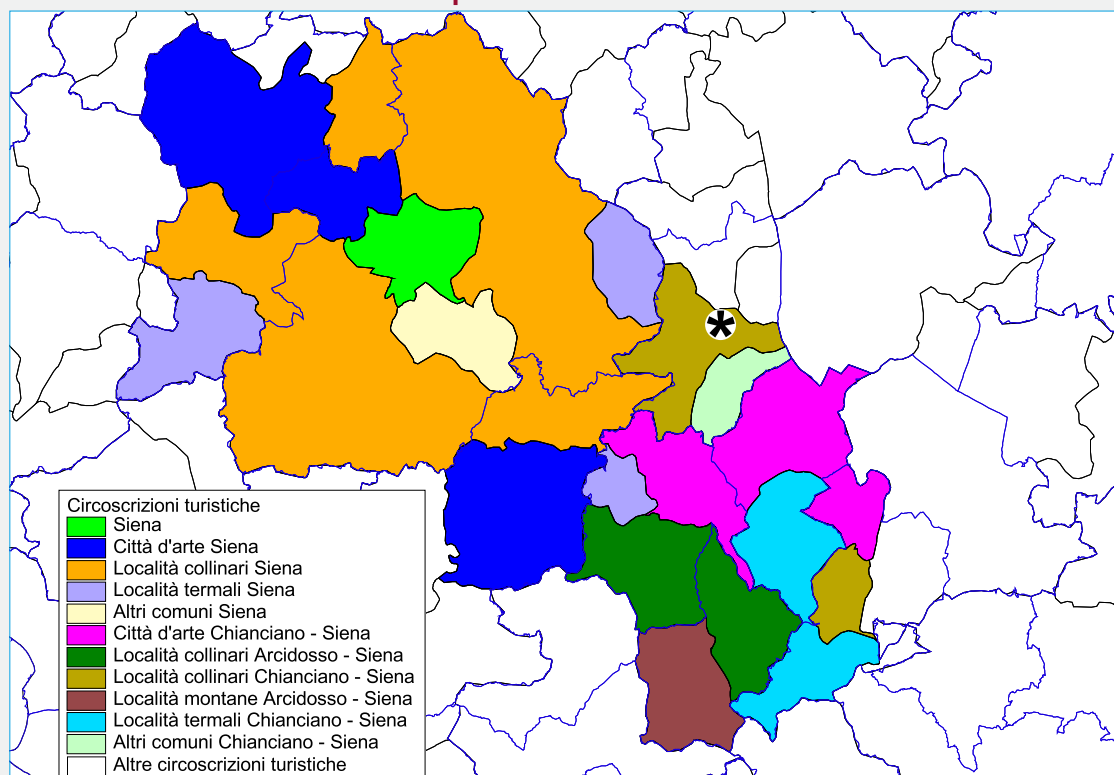 Circoscrizioni turistiche
Siena
Città d'arte Siena
Località collinari Siena
Località termali Siena
Altri comuni Siena
Città d'arte Chianciano - Siena
Località collinari Arcidosso - Siena
Località collinari Chianciano - Siena
Località montane Arcidosso - Siena
Località termali Chianciano - Siena
Altri comuni Chianciano - Siena
Altre circoscrizioni turistiche